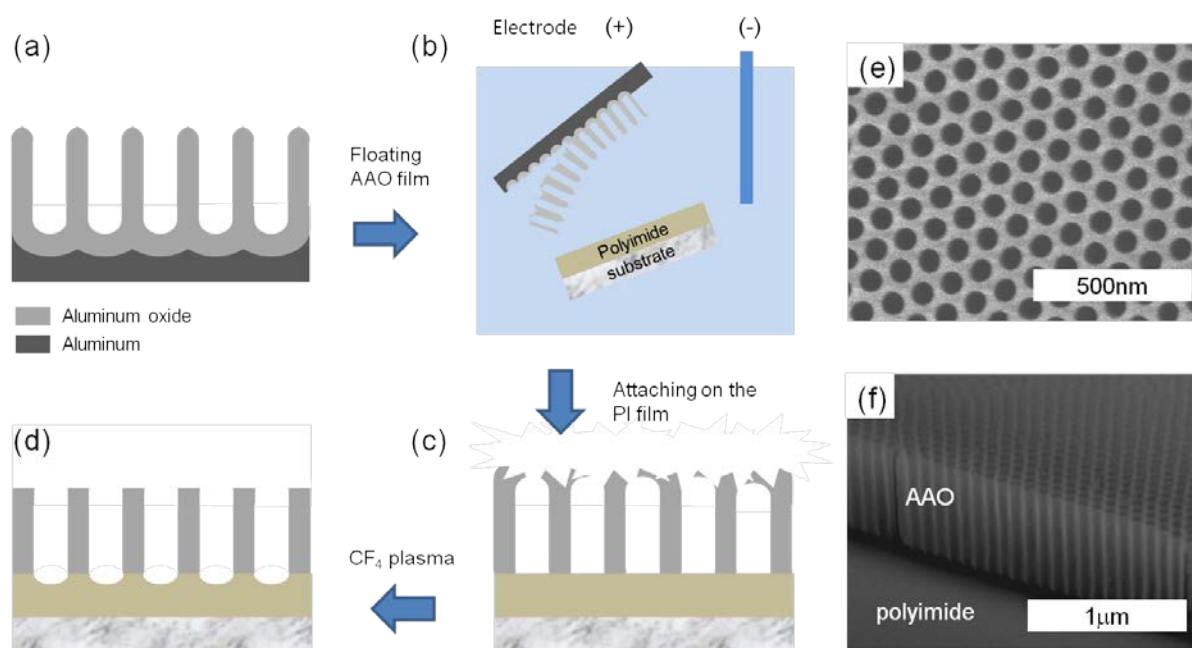 (a)
Aluminum oxide
Aluminum
Floating
AAO film
(b)
Electrode (+) (-)
Polyimide
substrate
Attaching on the
PI film
(c)
CF₄ plasma
(d)
(e)
500nm
(f)
AAO
polyimide
1μm